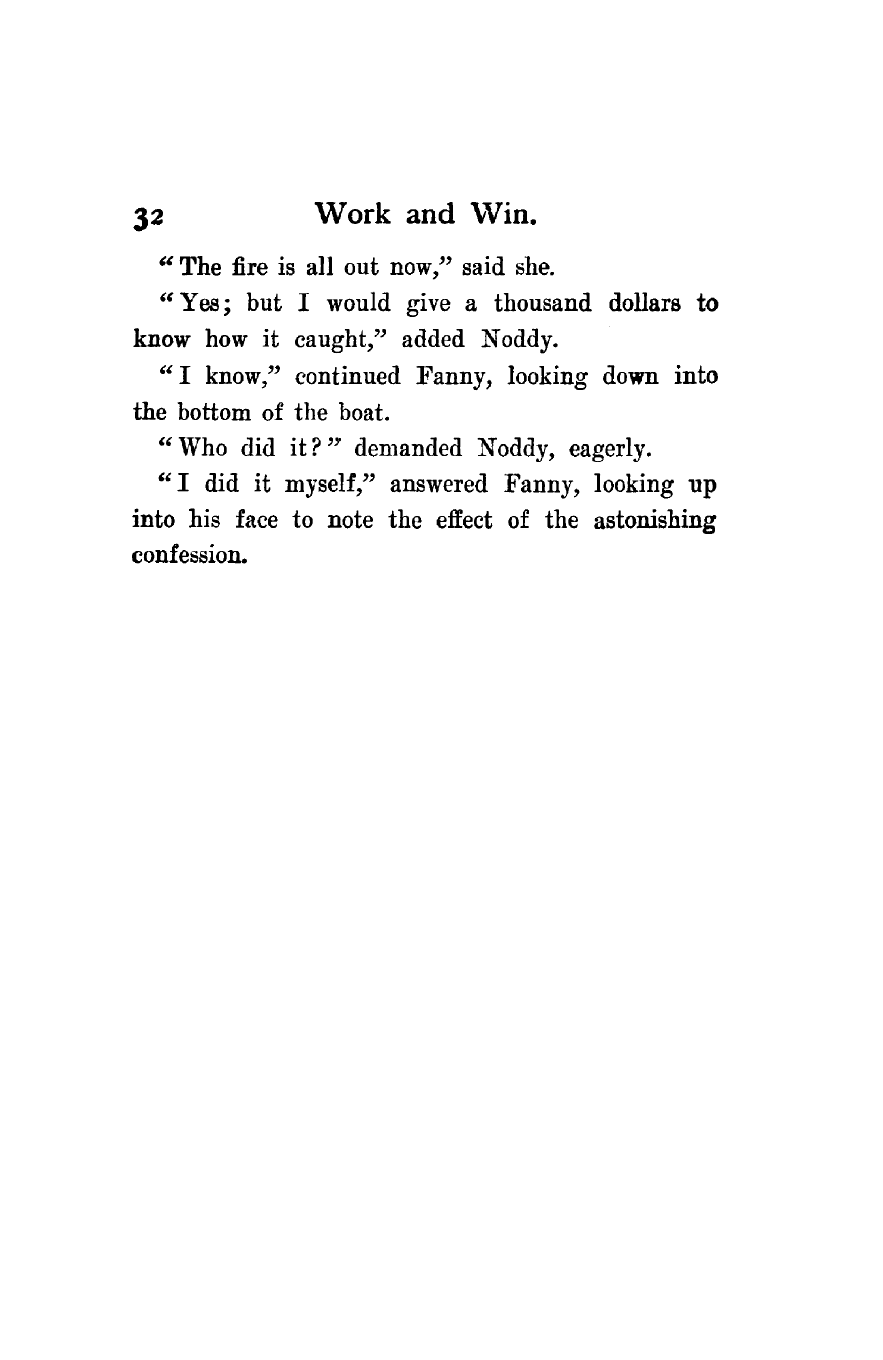 32 Work and Win.
“The fire is all out now,” said she.
“Yes; but I would give a thousand dollars to
know how it caught,” added Noddy.
“I know,” continued Fanny, looking down into
the bottom of the boat.
“Who did it?” demanded Noddy, eagerly.
“I did it myself,” answered Fanny, looking up
into his face to note the effect of the astonishing
confession.